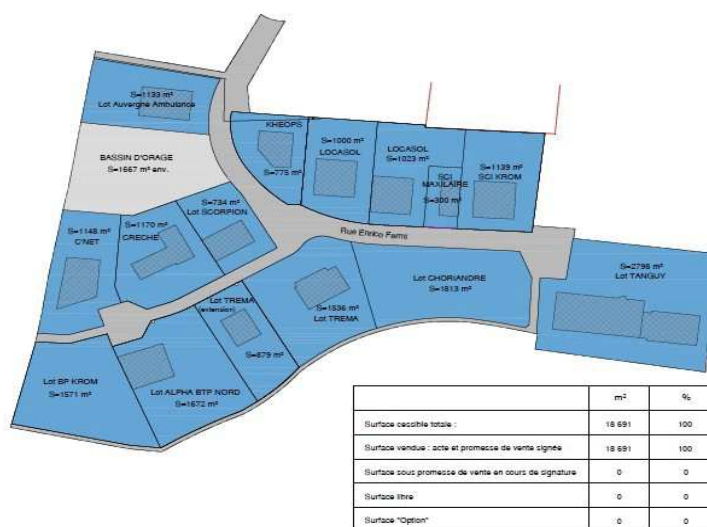 S=1133 m²
Lot Auvergne Ambulance
BASSIN D'ORAGE
S=1667 m² env.
KHEOPS
S=775 m²
S=1000 m²
LOCASOL
LOCASOL
S=1023 m²
SCI
MAXILAIRE
S=300 m²
S=1139 m²
SCI KROM
S=734 m²
Lot SCORPION
S=1170 m²
CRECHE
S=1148 m²
C'NET
Rue Enrico Fermi
Lot CHORIANDRE
S=1813 m²
S=2798 m²
Lot TANGUY
Lot TREMA
(extension)
S=879 m²
S=1536 m²
Lot TREMA
Lot BP KROM
S=1571 m²
Lot ALPHA BTP NORD
S=1672 m²
m² %
Surface cessible totale : 18 691 100
Surface vendue : acte et promesse de vente signée 18 691 100
Surface sous promesse de vente en cours de signature 0 0
Surface libre 0 0
Surface "Option" 0 0